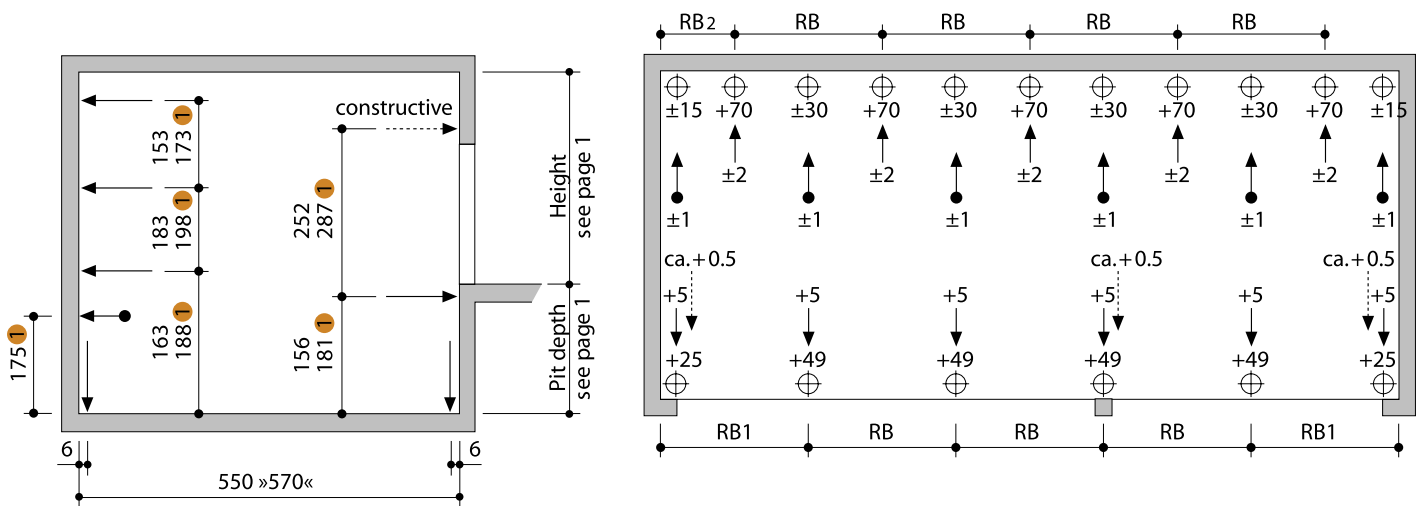 constructive
153
173 1
183
198 1
163
188 1
175 1
252
287 1
156
181 1
Height
see page 1
Pit depth
see page 1
6
6
550 »570«
RB2 RB RB RB RB
±15 +70 ±30 +70 ±30 +70 ±30 +70 ±30 +70 ±15
±2 ±2 ±2 ±2 ±2
±1 ±1 ±1 ±1 ±1 ±1
ca.+0.5 ca.+0.5 ca.+0.5
+5 +5 +5 +5 +5 +5
+25 +49 +49 +49 +49 +25
RB1 RB RB RB RB1